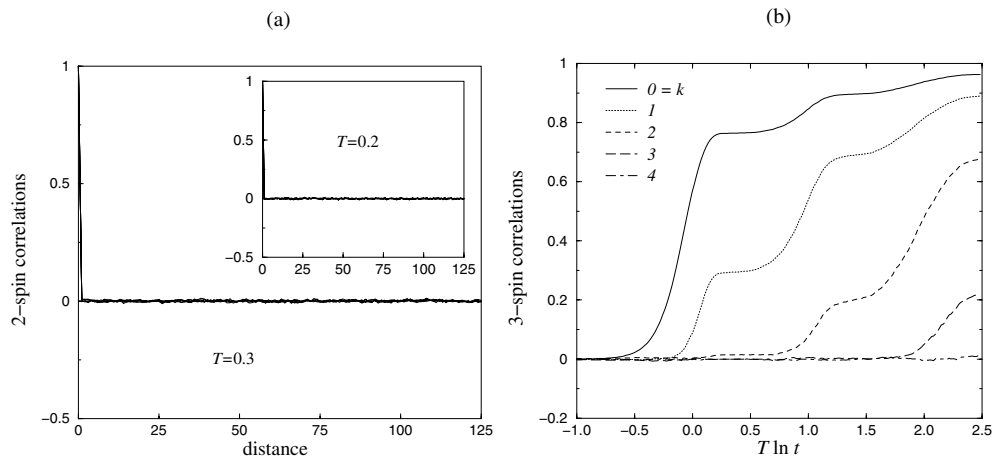 (a)
1
0.5
0
−0.5
0 25 50 75 100 125
distance
2−spin correlations
T=0.3
1
0.5
0
−0.5
0 25 50 75 100 125
T=0.2
(b)
1
0.8
0.6
0.4
0.2
0
−0.2
−1.0 −0.5 0.0 0.5 1.0 1.5 2.0 2.5
T ln t
3−spin correlations
0 = k
1
2
3
4